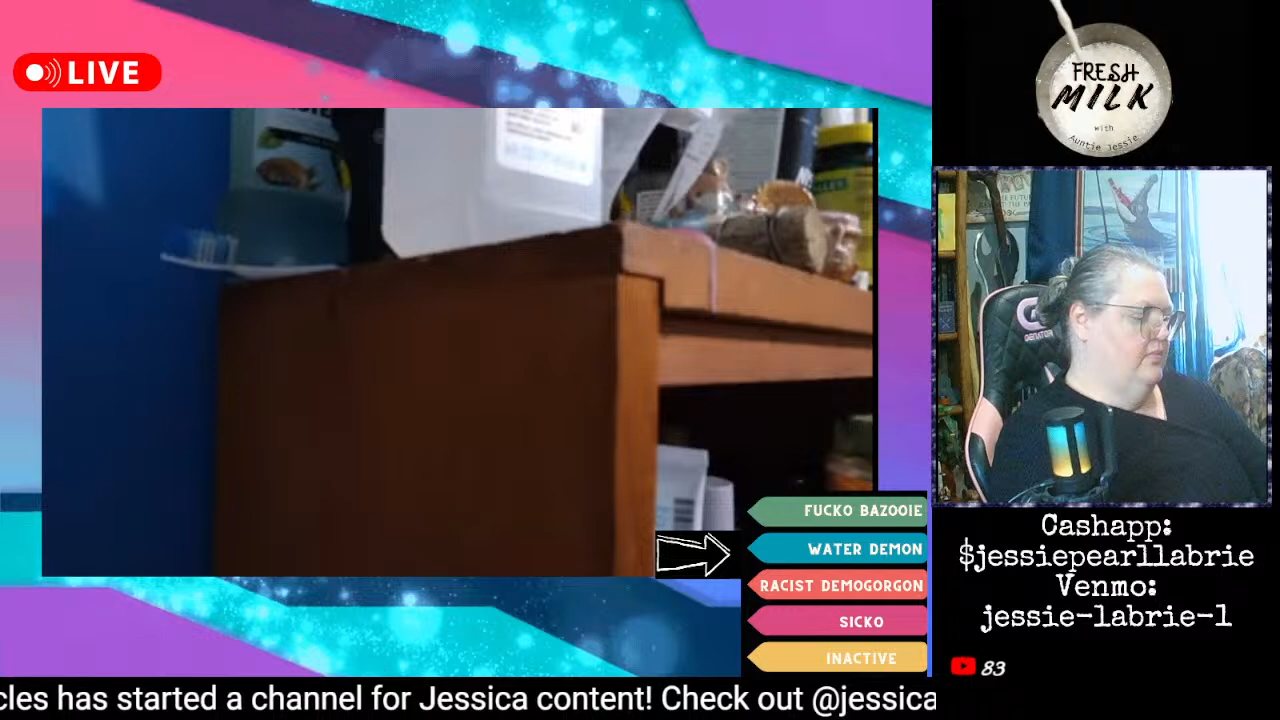 LIVE
FRESH
MILK
with
Auntie Jessie
GENATOR
FUCKO BAZOOIE
WATER DEMON
RACIST DEMOGORGON
SICKO
INACTIVE
Cashapp:
$jessiepearllabrie
Venmo:
jessie-labrie-1
83
cles has started a channel for Jessica content! Check out @jessica